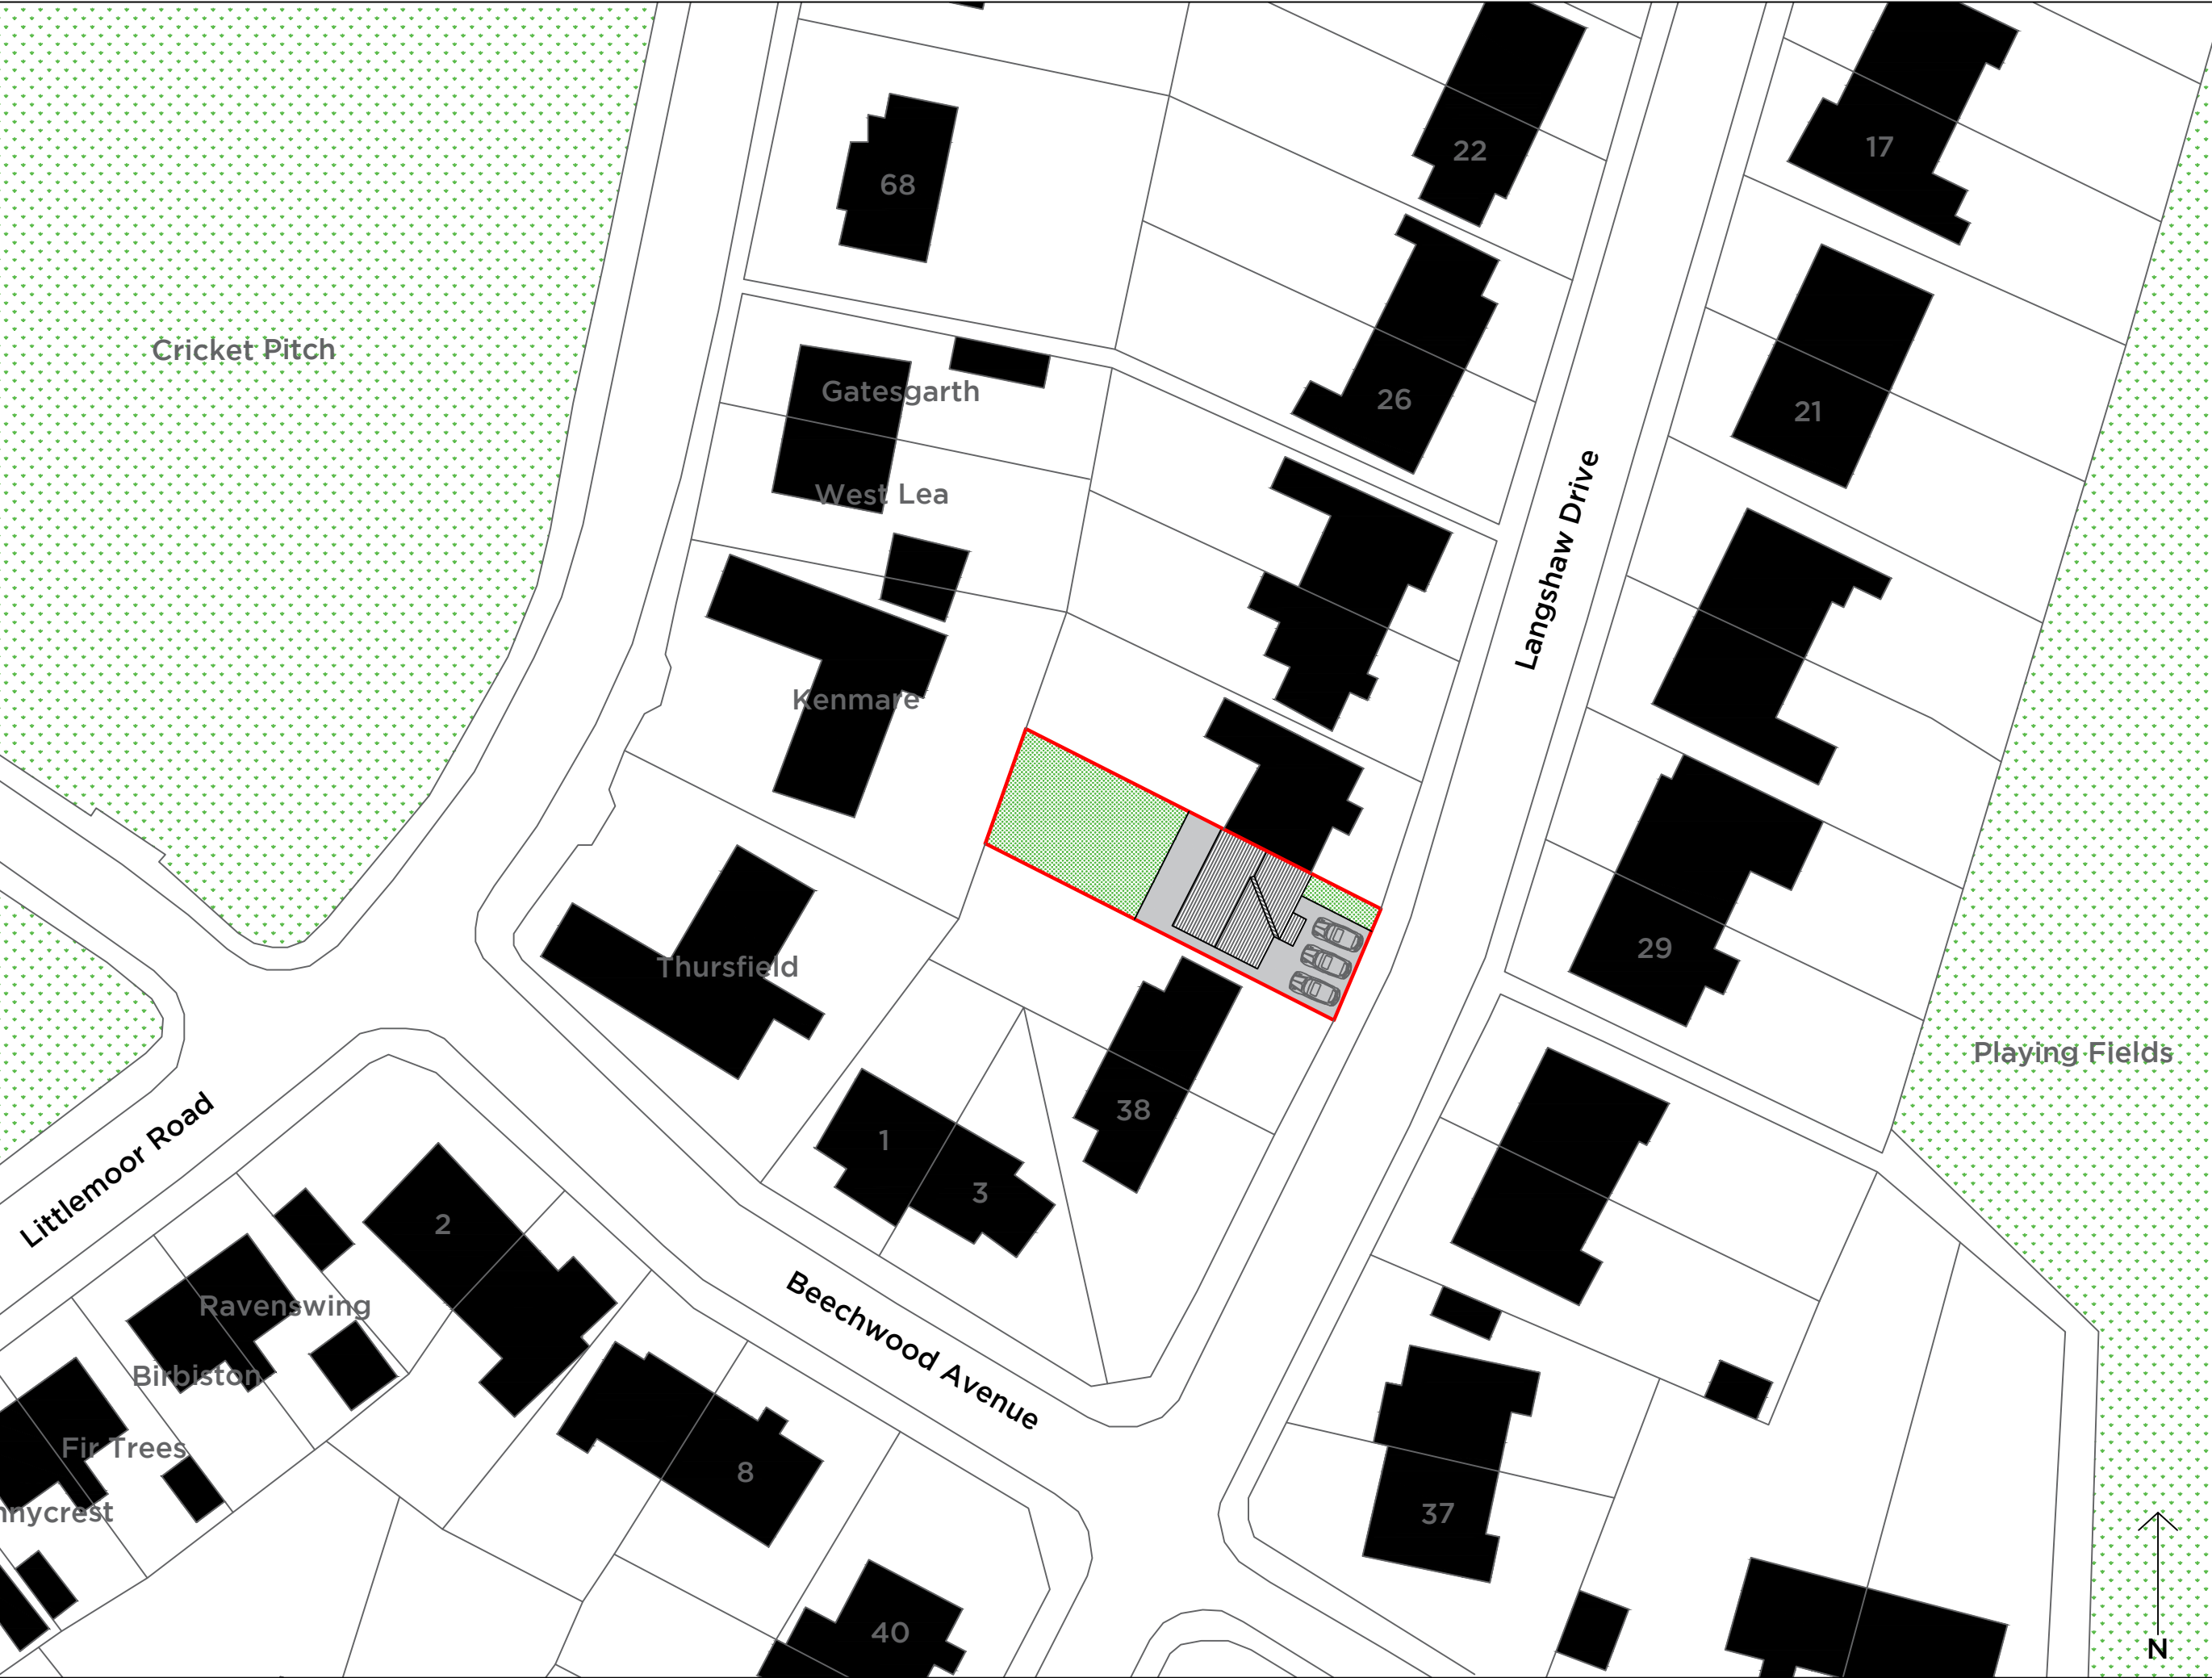 22
17
68
Cricket Pitch
Gatesgarth
26
21
West Lea
Langshaw Drive
Kenmare
Thursfield
29
Playing Fields
38
1
3
Littlemoor Road
2
Ravenswing
Beechwood Avenue
Birbiston
Fir Trees
8
nnycrest
37
40
N